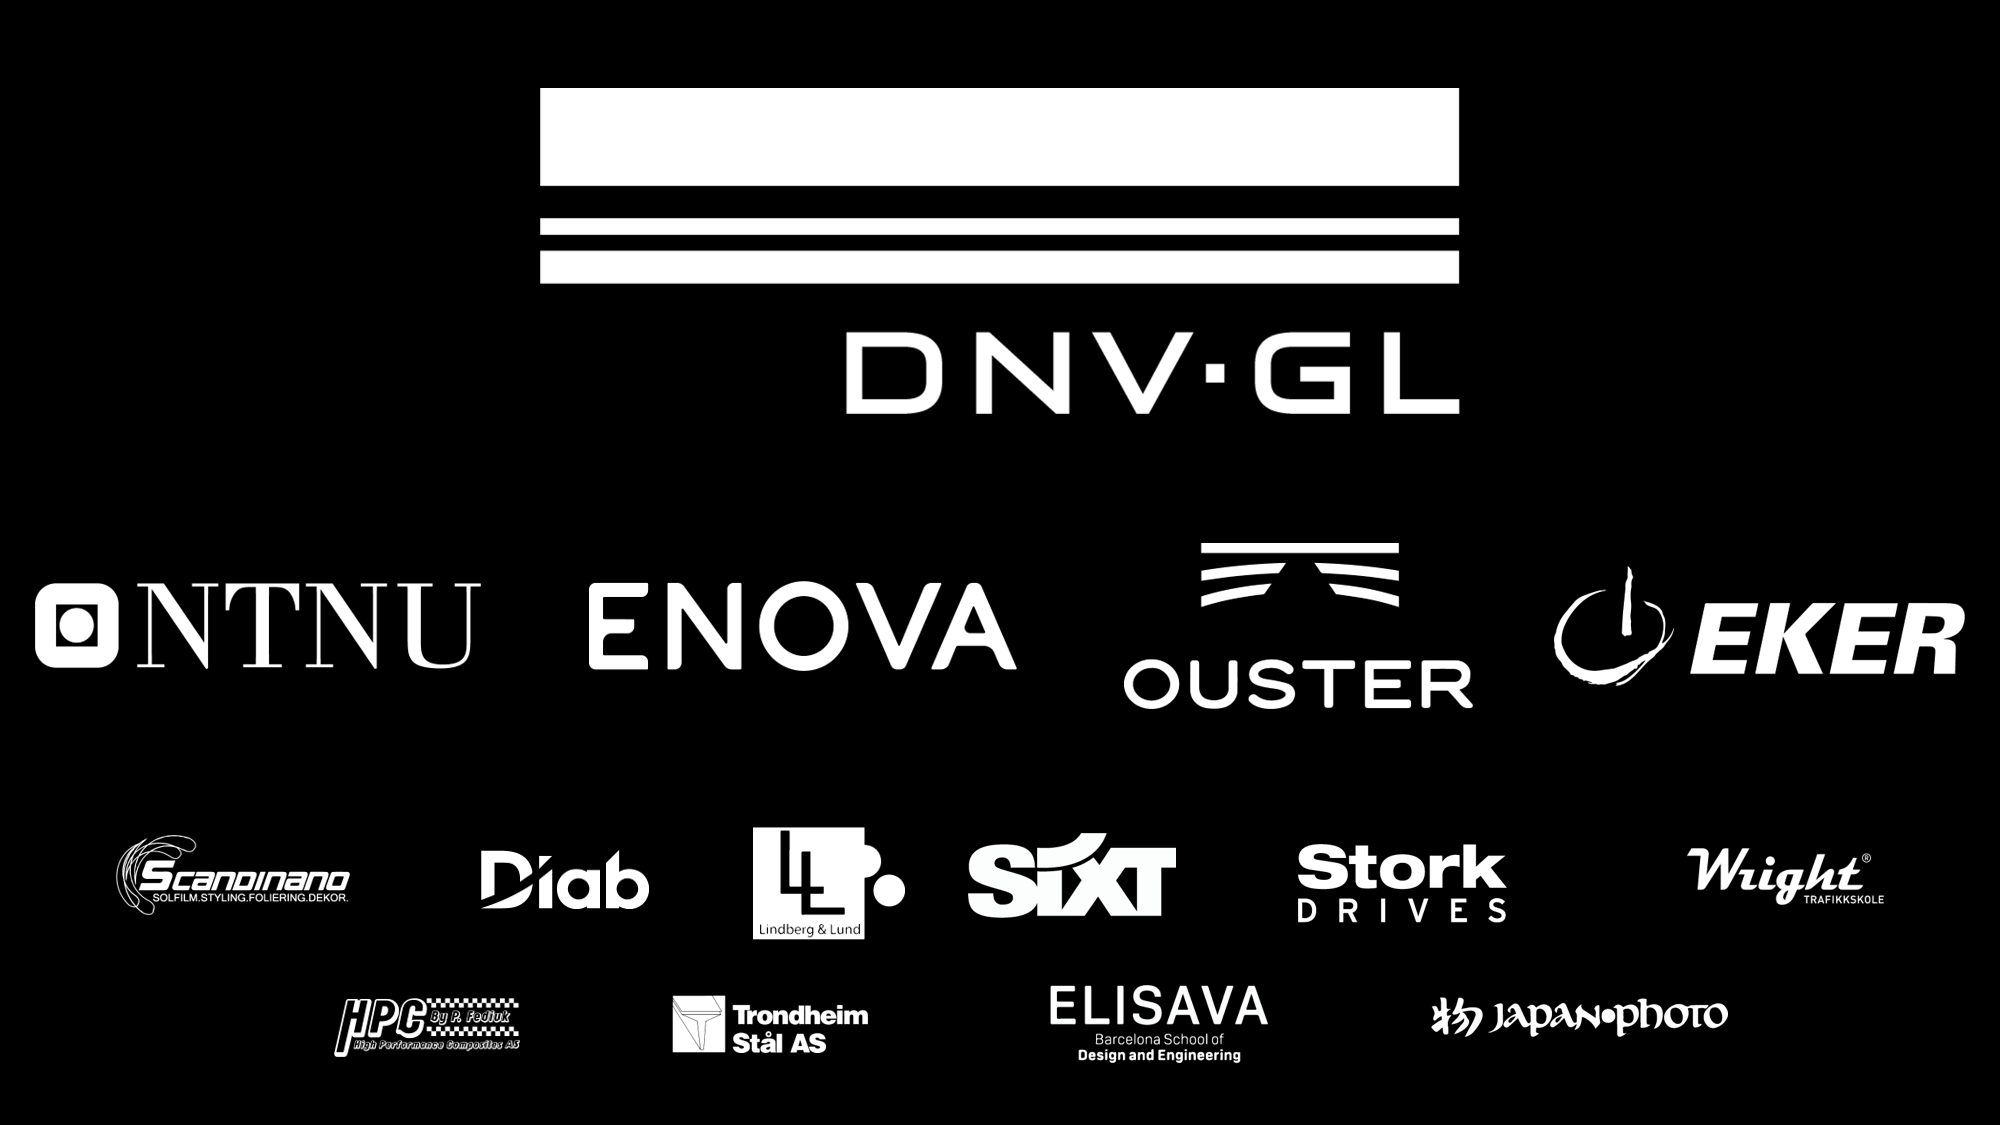 DNV·GL
NTNU
ENOVA
OUSTER
EKER
SCANDINANO
SOLFILM.STYLING.FOLIERING.DEKOR.
Diab
LL
Lindberg & Lund
SiXT
Stork
DRIVES
Wright®
TRAFIKKSKOLE
HPC
By P. Fediuk
High Performance Composites AS
Trondheim
Stål AS
ELISAVA
Barcelona School of
Design and Engineering
物 JAPAN•PHOTO